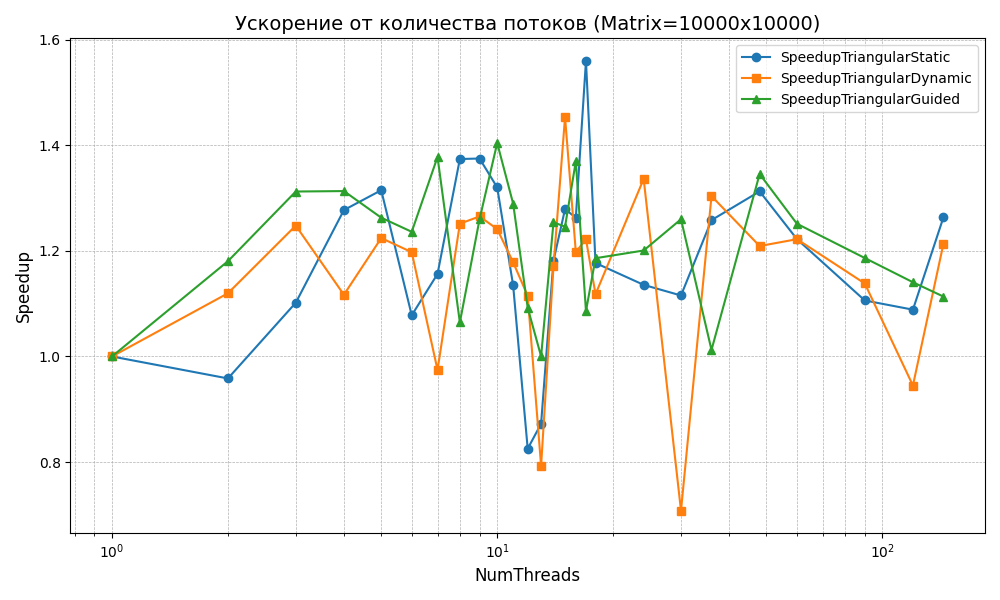 Ускорение от количества потоков (Matrix=10000x10000)
SpeedupTriangularStatic
SpeedupTriangularDynamic
SpeedupTriangularGuided
Speedup
1.6
1.4
1.2
1.0
0.8
10⁰ 10¹ 10²
NumThreads